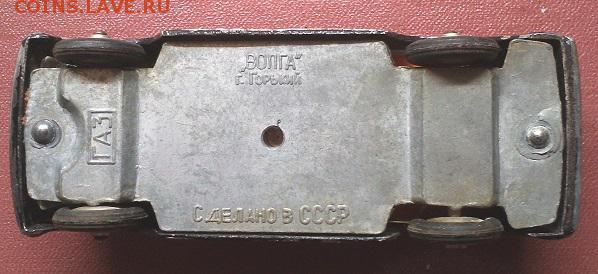 COINS.LAVE.RU
„ВОЛГА"
г. Горький
ГАЗ
СДЕЛАНО В СССР